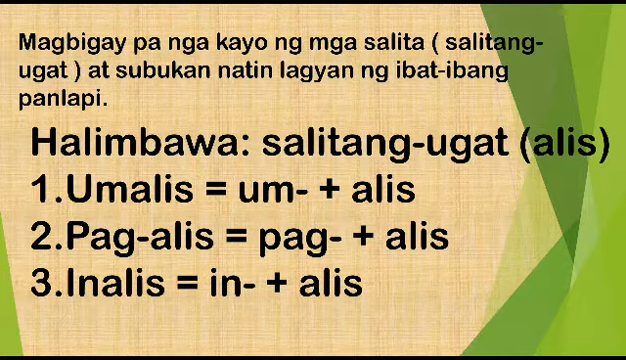 Magbigay pa nga kayo ng mga salita ( salitang-
ugat ) at subukan natin lagyan ng ibat-ibang
panlapi.
Halimbawa: salitang-ugat (alis)
1.Umalis = um- + alis
2.Pag-alis = pag- + alis
3.Inalis = in- + alis